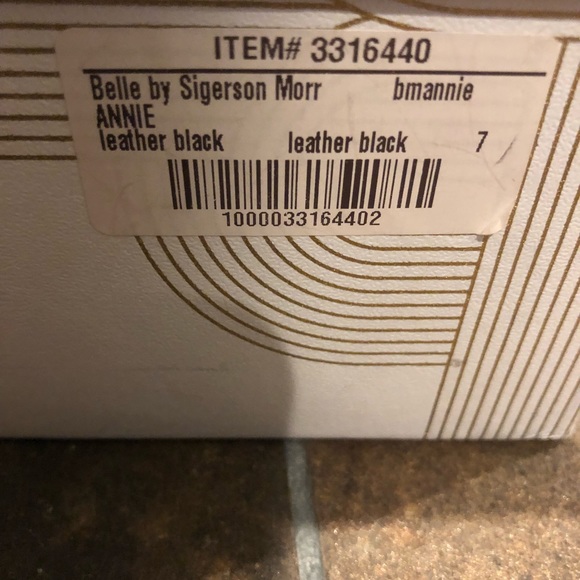 ITEM# 3316440
Belle by Sigerson Morr bmannie
ANNIE
leather black leather black 7
1000033164402